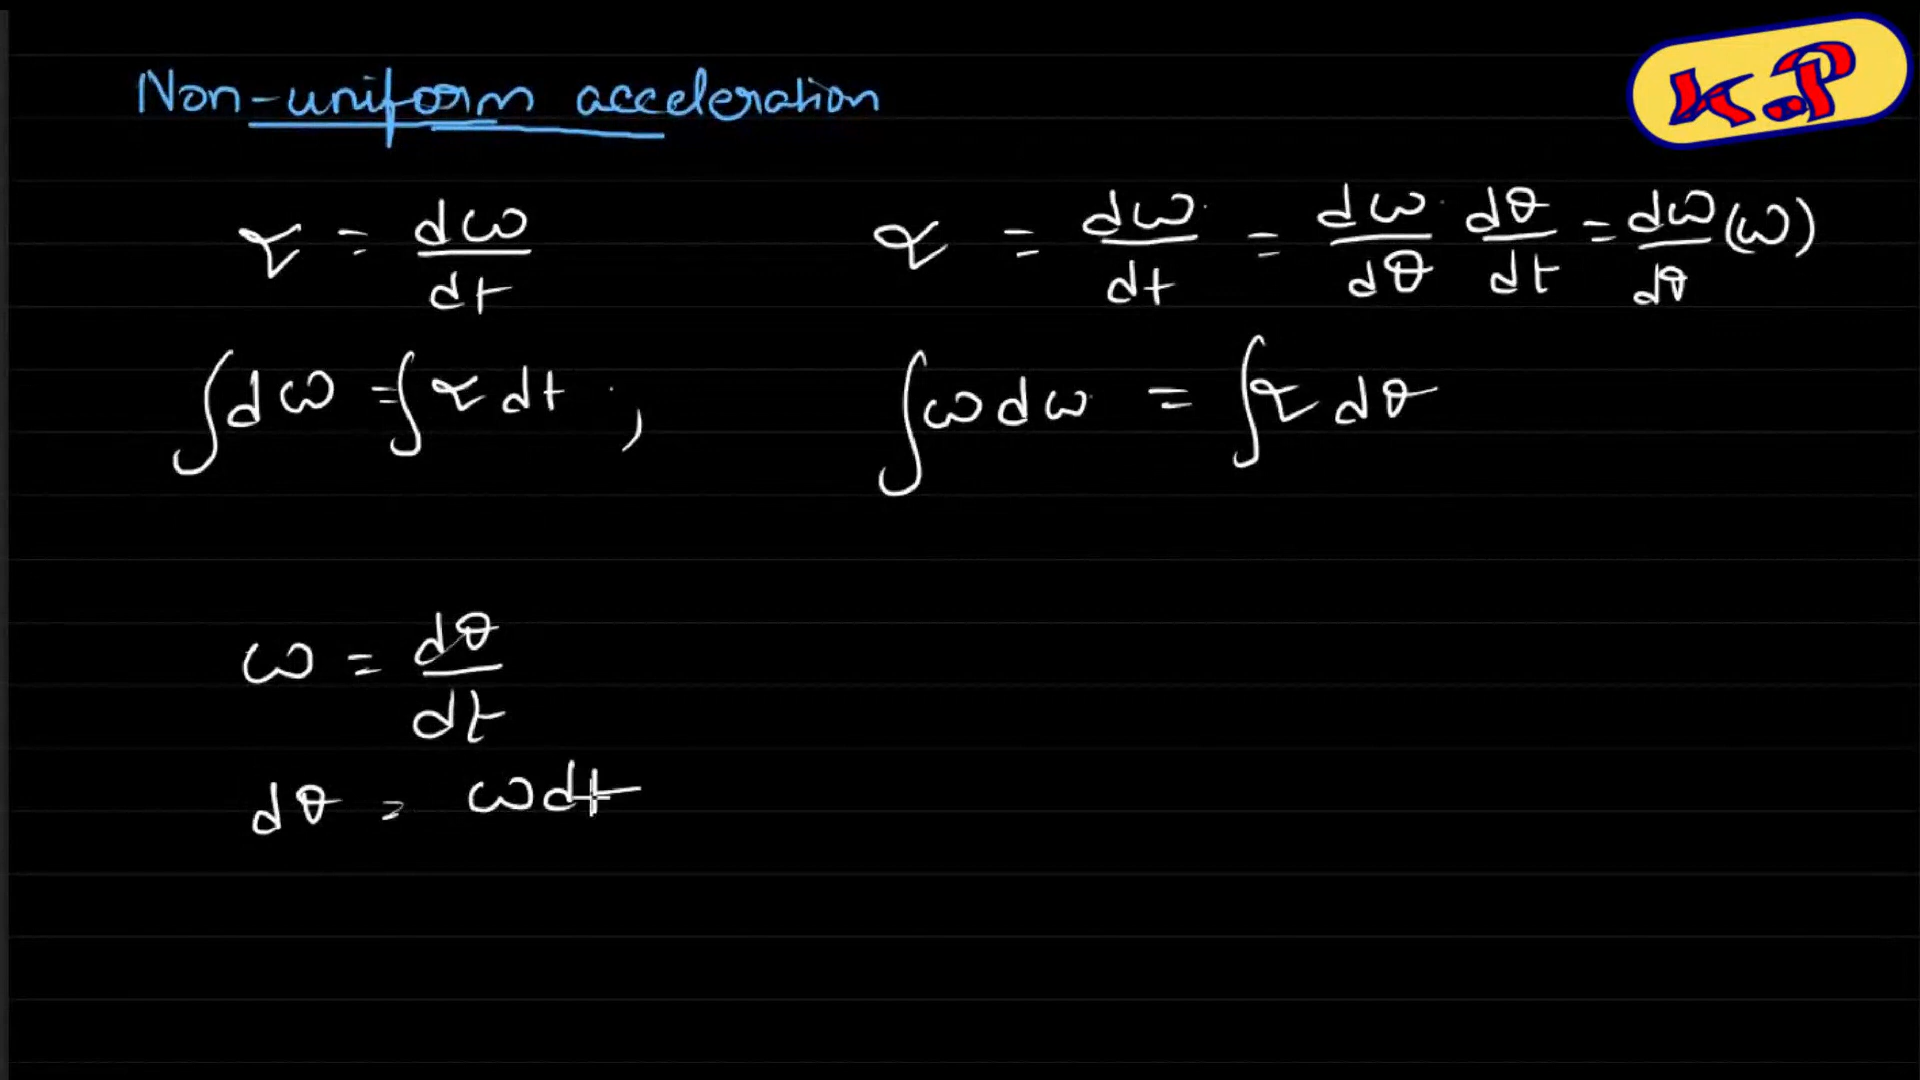 Non-uniform acceleration
K.P
α = dω/dt
α = dω/dt = dω/dθ dθ/dt = dω/dθ (ω)
∫dω = ∫α dt ,
∫ω dω = ∫α dθ
ω = dθ/dt
dθ = ωdt